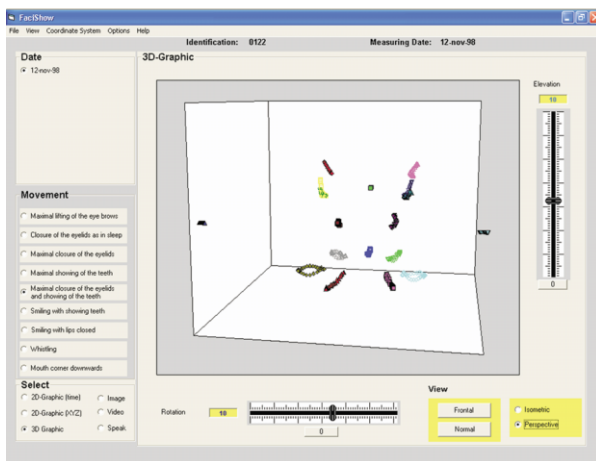 FaciShow
File View Coordinate System Options Help
Identification: 0122 Measuring Date: 12-nov-98
Date
12-nov-98
3D-Graphic
Elevation
10
0
Movement
Maximal lifting of the eye brows
Closure of the eyelids as in sleep
Maximal closure of the eyelids
Maximal showing of the teeth
Maximal closure of the eyelids
and showing of the teeth
Smiling with showing teeth
Smiling with lips closed
Whistling
Mouth corner downwards
Select
2D-Graphic (time) Image
2D-Graphic (XYZ) Video
3D Graphic Speak
Rotation 10
0
View
Frontal
Normal
Isometric
Perspective